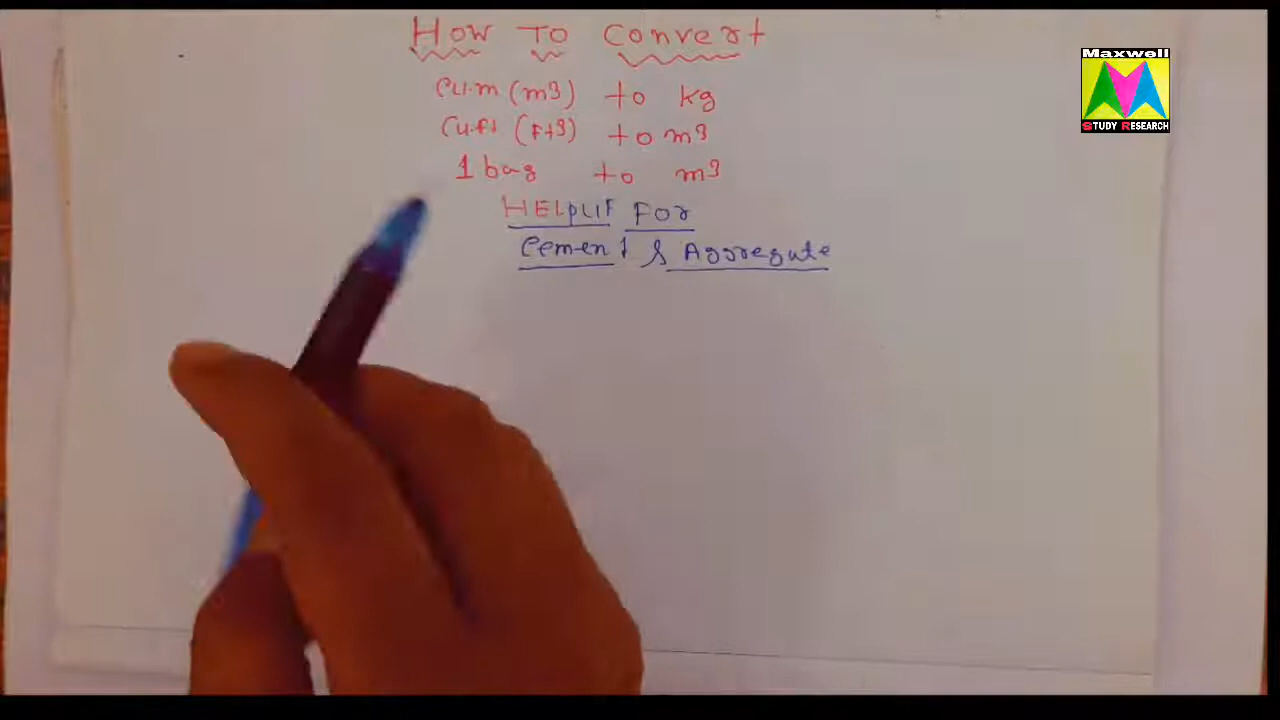 How To Convert
Cu.m (m3) to kg
Cu.ft (Ft3) to m3
1 bag to m3
HELPUF For
Cement & Aggregate
Maxwell
STUDY RESEARCH